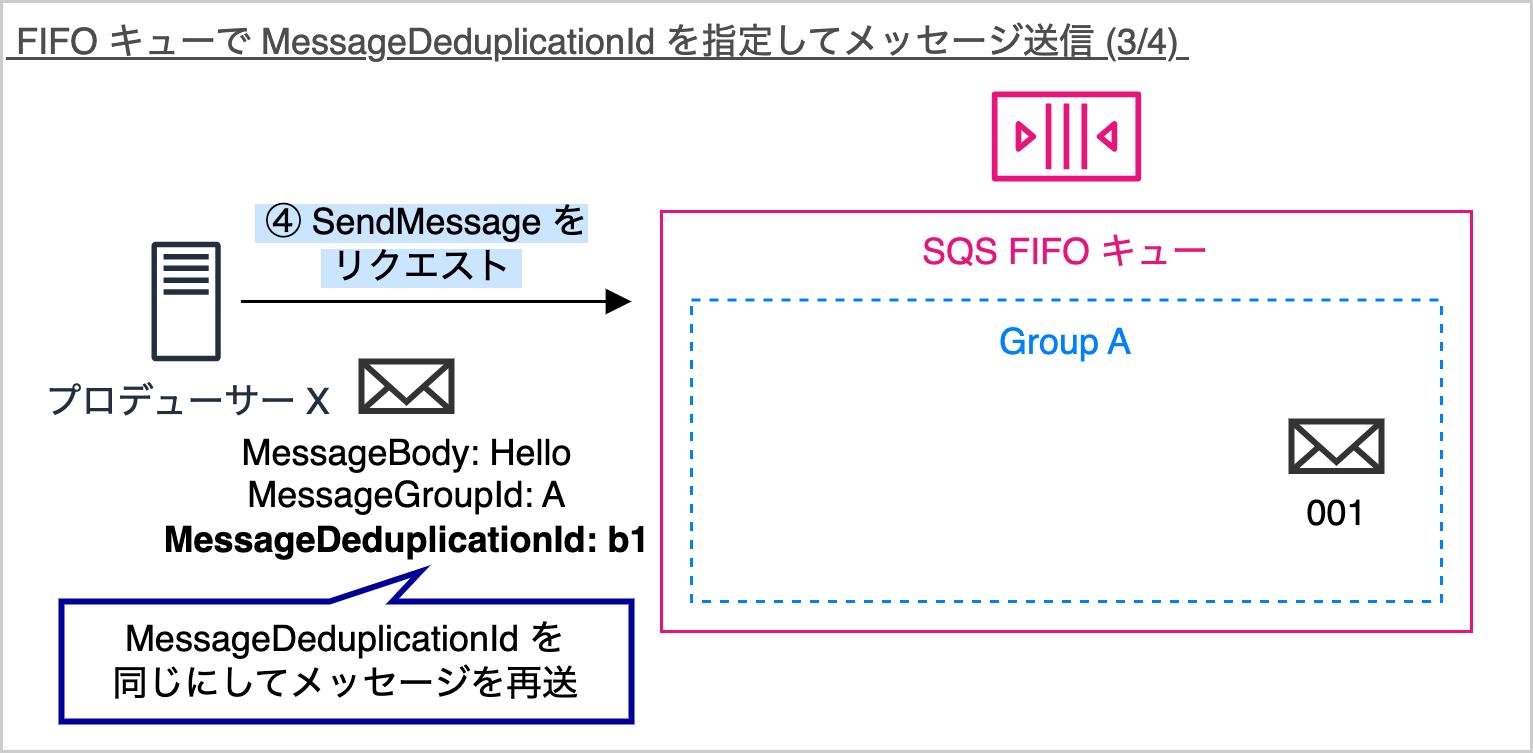 FIFO キューで MessageDeduplicationId を指定してメッセージ送信 (3/4)
④ SendMessage を
リクエスト
プロデューサー X
MessageBody: Hello
MessageGroupId: A
MessageDeduplicationId: b1
MessageDeduplicationId を
同じにしてメッセージを再送
SQS FIFO キュー
Group A
001